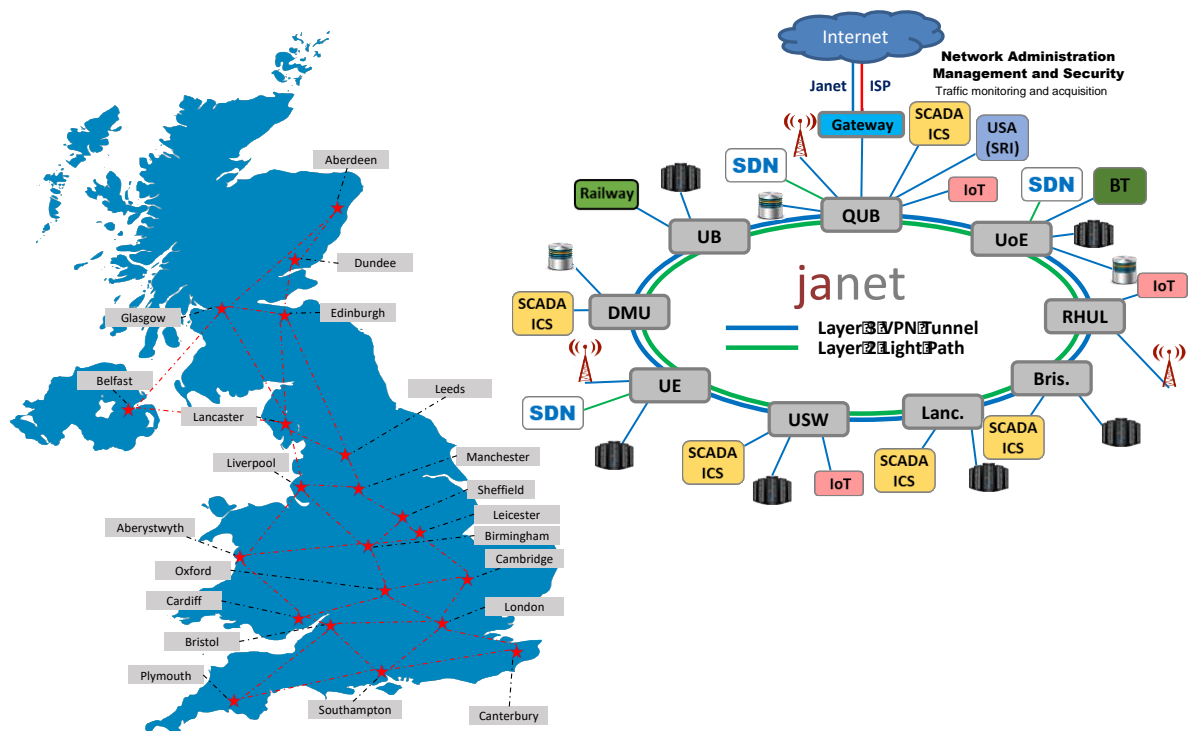 Aberdeen
Dundee
Glasgow
Edinburgh
Belfast
Leeds
Lancaster
Liverpool
Manchester
Sheffield
Leicester
Aberystwyth
Birmingham
Cambridge
Oxford
Cardiff
London
Bristol
Plymouth
Southampton
Canterbury
Internet
Network Administration
Management and Security
Traffic monitoring and acquisition
Janet
ISP
Gateway
SCADA
ICS
USA
(SRI)
SDN
IoT
SDN
BT
Railway
QUB
UB
UoE
IoT
janet
SCADA
ICS
DMU
RHUL
Layer 3 VPN Tunnel
Layer 2 Light Path
UE
Bris.
SDN
USW
Lanc.
SCADA
ICS
SCADA
ICS
SCADA
ICS
IoT